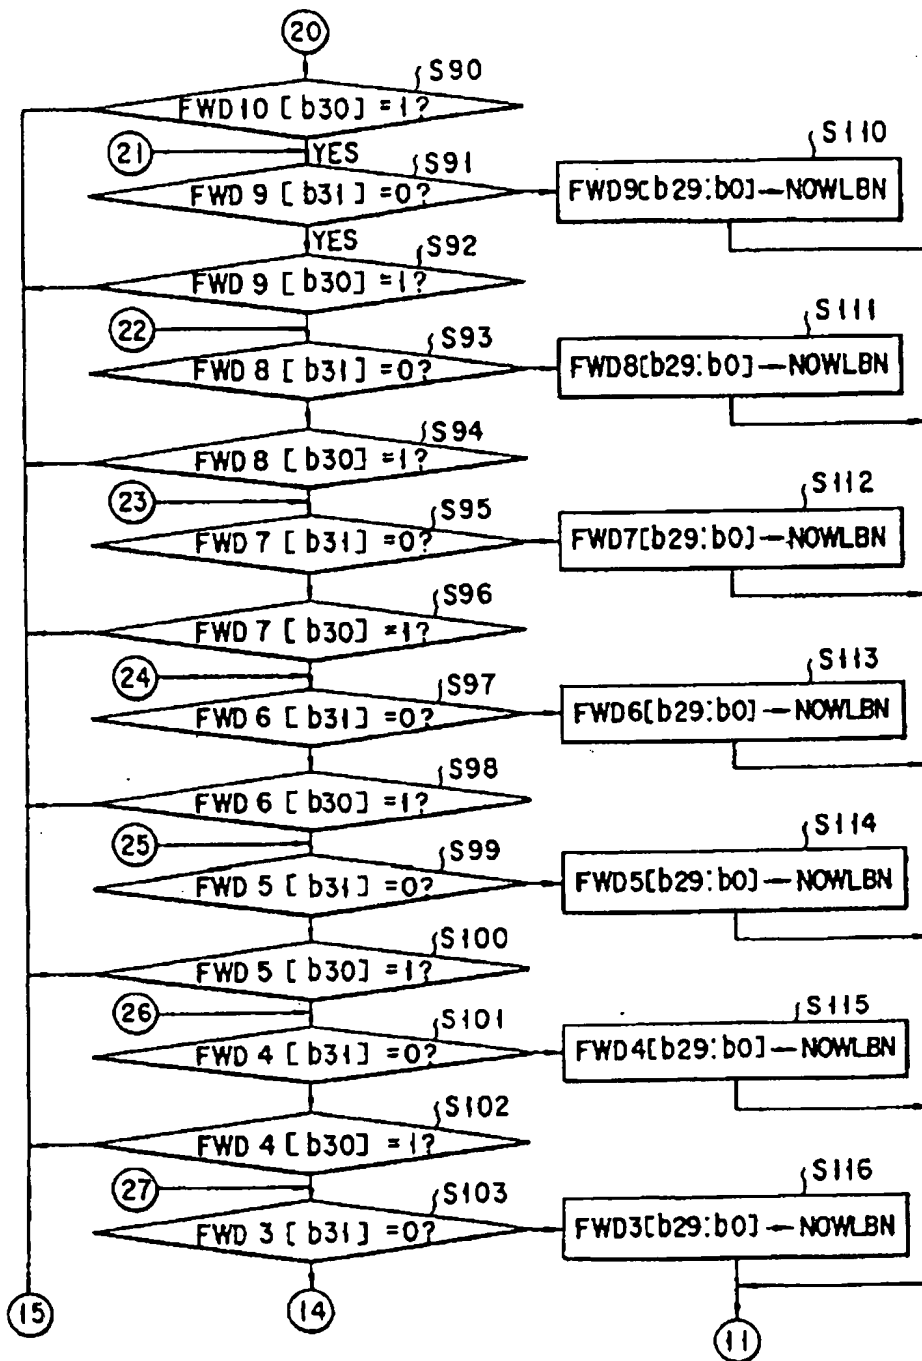 20
S90
FWD10 [b30] =1?
21
YES
S91
S110
FWD 9 [b31] =0?
FWD9[b29:b0]←NOWLBN
YES
S92
FWD 9 [b30] =1?
22
S93
S111
FWD 8 [b31] =0?
FWD8[b29:b0]←NOWLBN
S94
FWD 8 [b30] =1?
23
S95
S112
FWD 7 [b31] =0?
FWD7[b29:b0]←NOWLBN
S96
FWD 7 [b30] =1?
24
S97
S113
FWD 6 [b31] =0?
FWD6[b29:b0]←NOWLBN
S98
FWD 6 [b30] =1?
25
S99
S114
FWD 5 [b31] =0?
FWD5[b29:b0]←NOWLBN
S100
FWD 5 [b30] =1?
26
S101
S115
FWD 4 [b31] =0?
FWD4[b29:b0]←NOWLBN
S102
FWD 4 [b30] =1?
27
S103
S116
FWD 3 [b31] =0?
FWD3[b29:b0]←NOWLBN
15
14
11